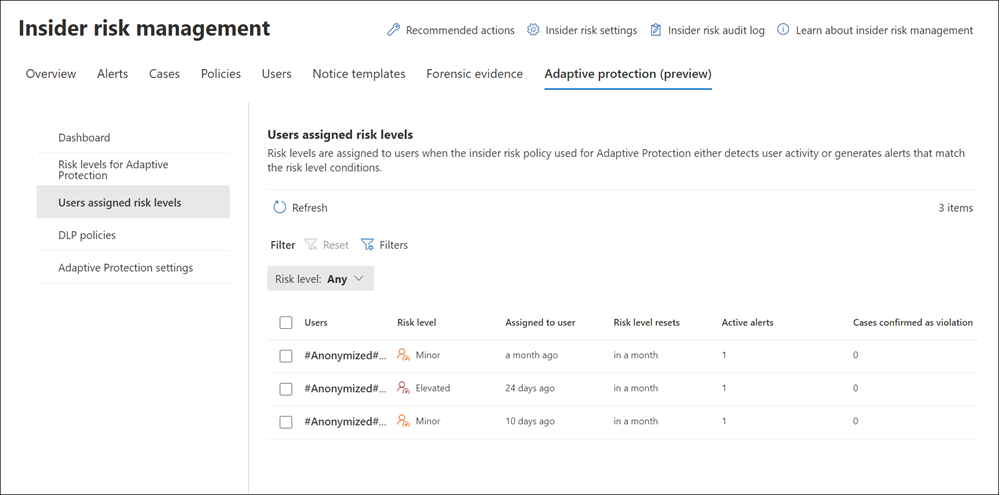 Insider risk management
Recommended actions
Insider risk settings
Insider risk audit log
Learn about insider risk management
Overview Alerts Cases Policies Users Notice templates Forensic evidence Adaptive protection (preview)
Dashboard
Risk levels for Adaptive
Protection
Users assigned risk levels
DLP policies
Adaptive Protection settings
Users assigned risk levels
Risk levels are assigned to users when the insider risk policy used for Adaptive Protection either detects user activity or generates alerts that match
the risk level conditions.
Refresh 3 items
Filter Reset Filters
Risk level: Any
Users Risk level Assigned to user Risk level resets Active alerts Cases confirmed as violation
#Anonymized#... Minor a month ago in a month 1 0
#Anonymized#... Elevated 24 days ago in a month 1 0
#Anonymized#... Minor 10 days ago in a month 1 0